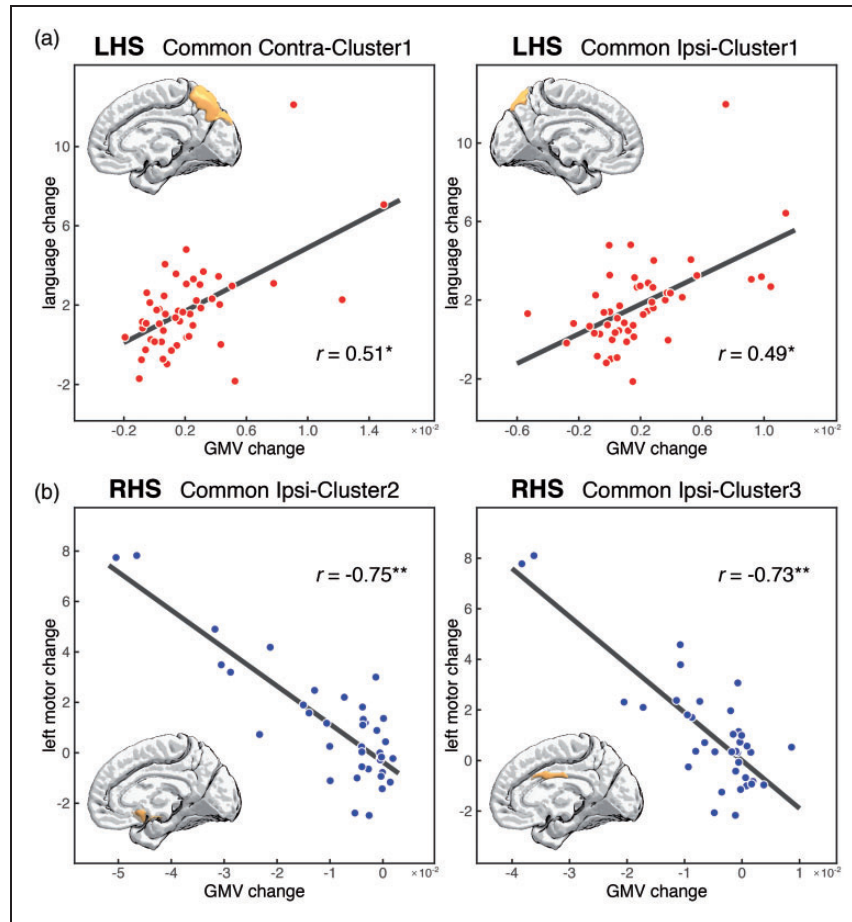 (a) LHS Common Contra-Cluster1
LHS Common Ipsi-Cluster1
language change
10
6
2
-2
r = 0.51*
-0.2 0.2 0.6 1.0 1.4 ×10⁻²
GMV change
language change
10
6
2
-2
r = 0.49*
-0.6 -0.2 0.2 0.6 1.0 ×10⁻²
GMV change
(b) RHS Common Ipsi-Cluster2
RHS Common Ipsi-Cluster3
left motor change
8
6
4
2
0
-2
r = -0.75**
-5 -4 -3 -2 -1 0 ×10⁻²
GMV change
left motor change
8
6
4
2
0
-2
r = -0.73**
-4 -3 -2 -1 0 1 ×10⁻²
GMV change